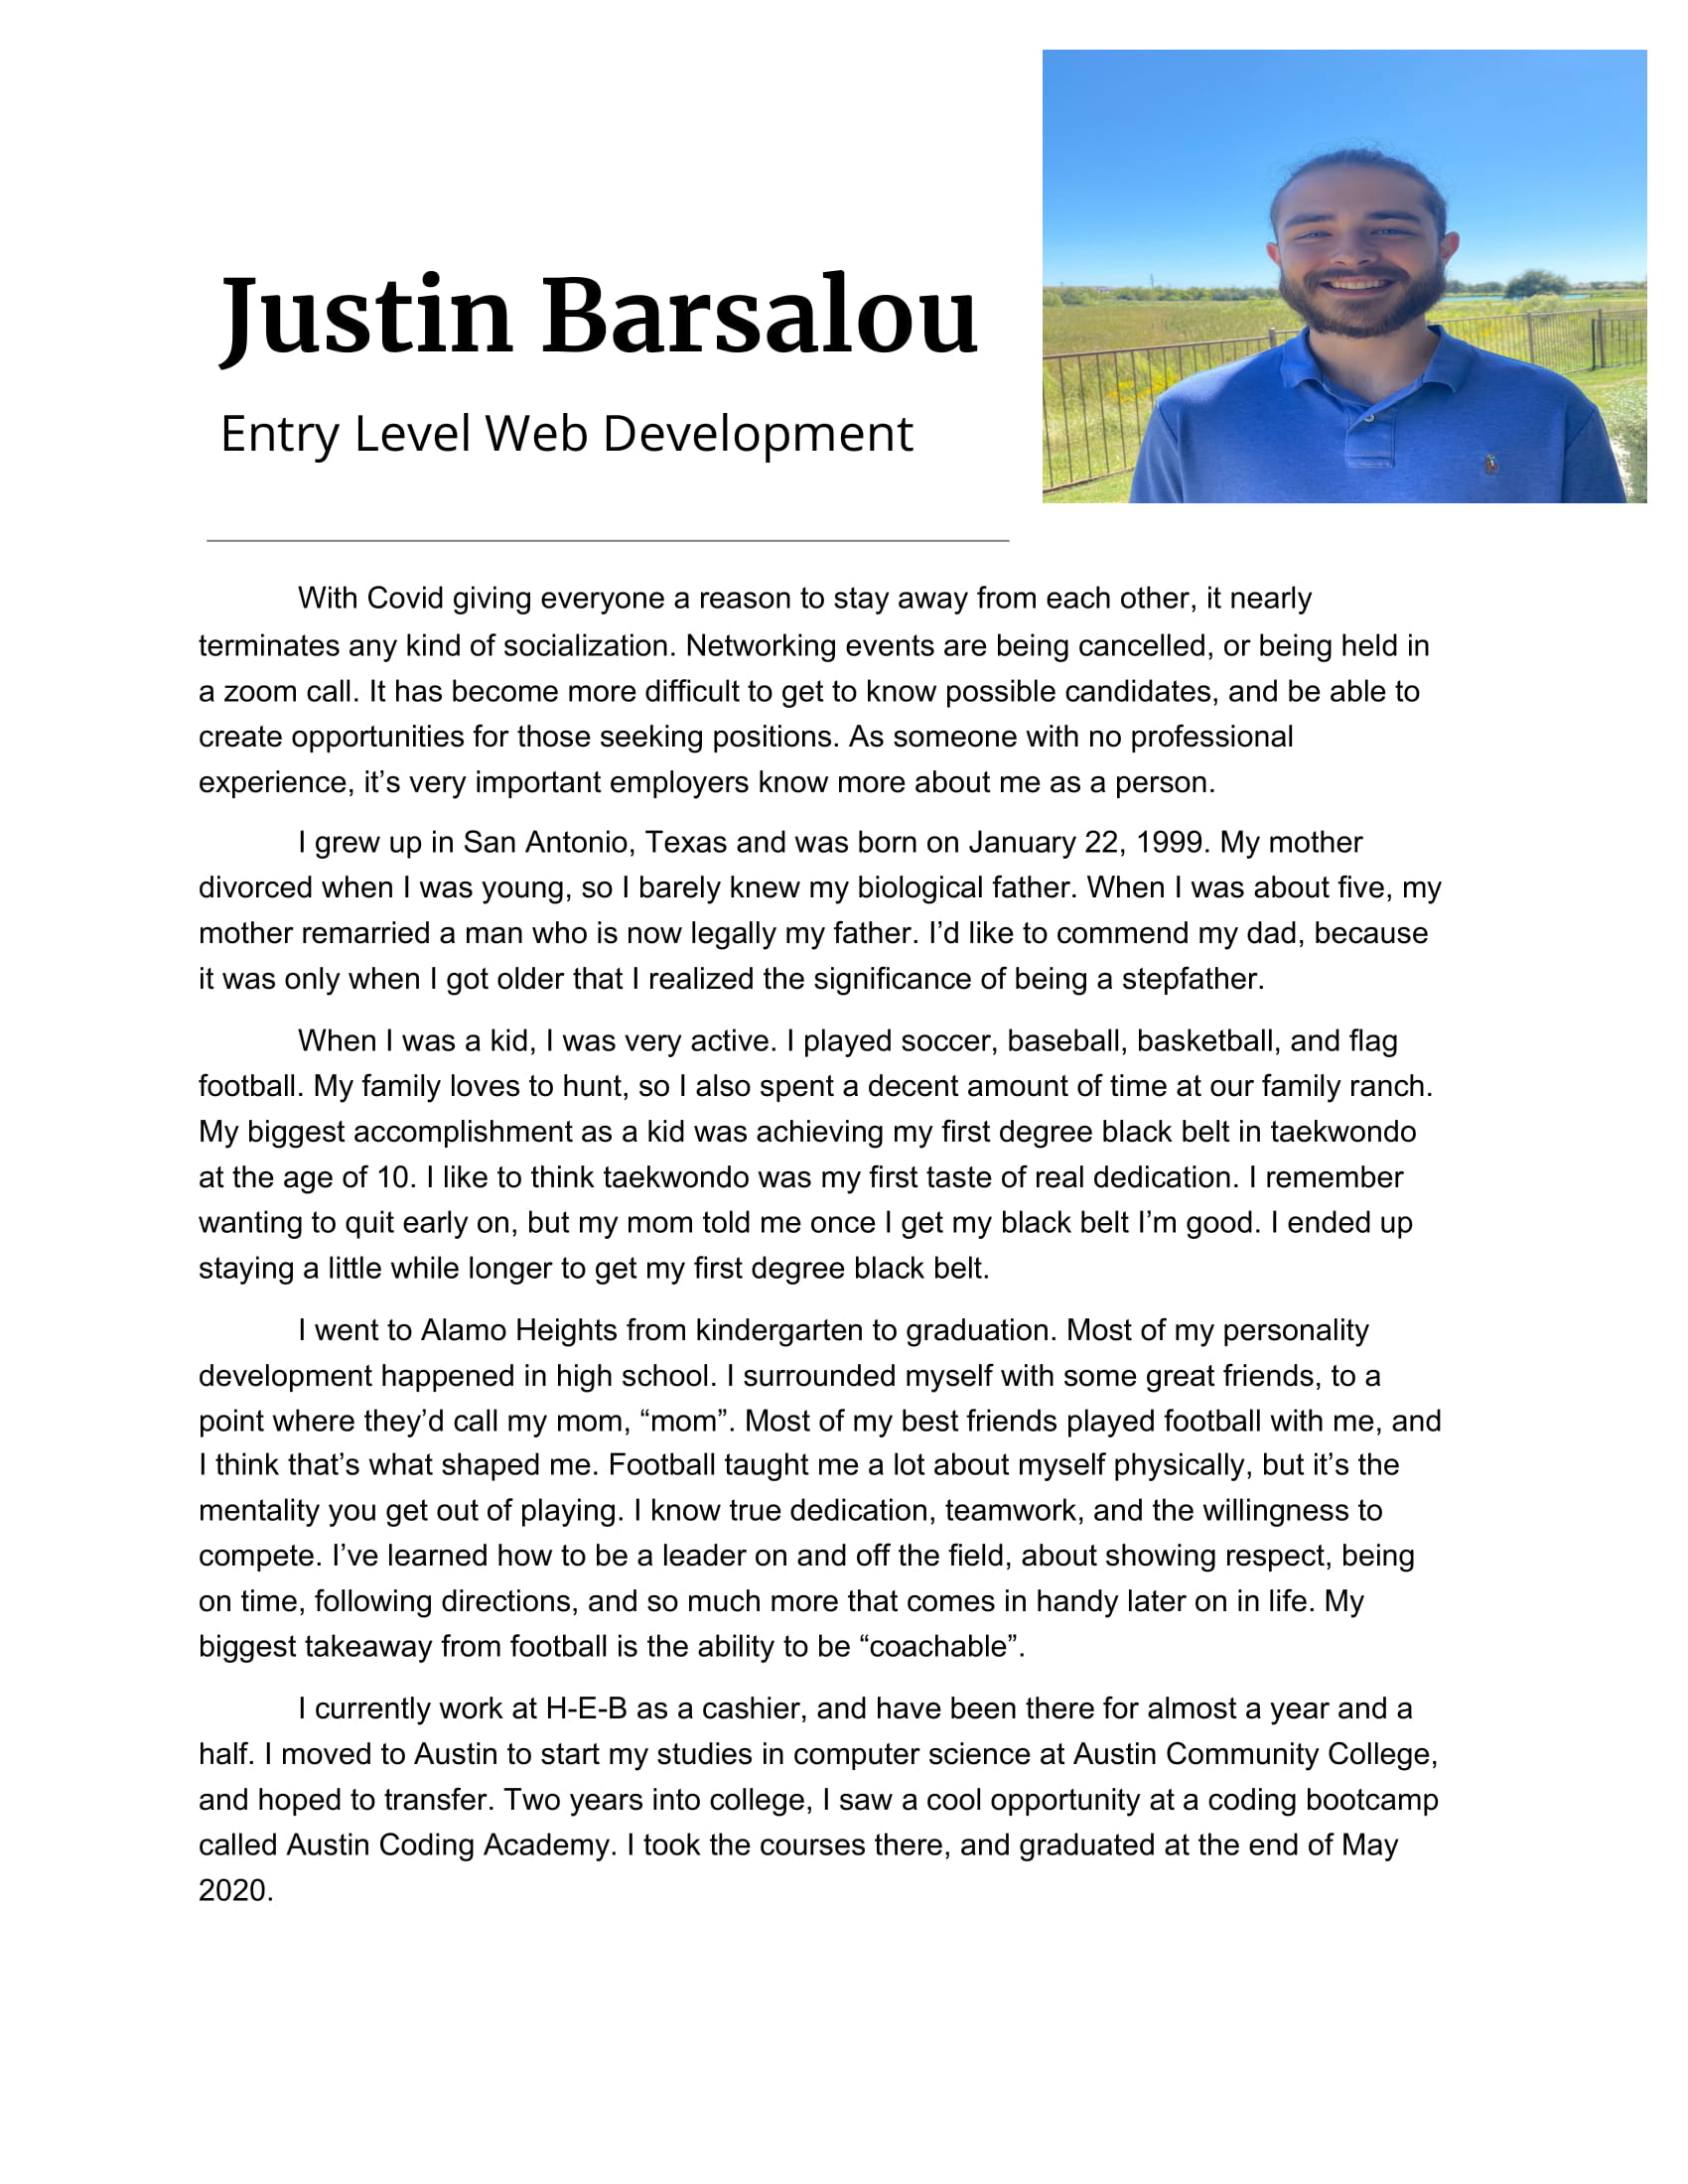 Justin Barsalou
Entry Level Web Development
With Covid giving everyone a reason to stay away from each other, it nearly
terminates any kind of socialization. Networking events are being cancelled, or being held in
a zoom call. It has become more difficult to get to know possible candidates, and be able to
create opportunities for those seeking positions. As someone with no professional
experience, it’s very important employers know more about me as a person.
I grew up in San Antonio, Texas and was born on January 22, 1999. My mother
divorced when I was young, so I barely knew my biological father. When I was about five, my
mother remarried a man who is now legally my father. I’d like to commend my dad, because
it was only when I got older that I realized the significance of being a stepfather.
When I was a kid, I was very active. I played soccer, baseball, basketball, and flag
football. My family loves to hunt, so I also spent a decent amount of time at our family ranch.
My biggest accomplishment as a kid was achieving my first degree black belt in taekwondo
at the age of 10. I like to think taekwondo was my first taste of real dedication. I remember
wanting to quit early on, but my mom told me once I get my black belt I’m good. I ended up
staying a little while longer to get my first degree black belt.
I went to Alamo Heights from kindergarten to graduation. Most of my personality
development happened in high school. I surrounded myself with some great friends, to a
point where they’d call my mom, “mom”. Most of my best friends played football with me, and
I think that’s what shaped me. Football taught me a lot about myself physically, but it’s the
mentality you get out of playing. I know true dedication, teamwork, and the willingness to
compete. I’ve learned how to be a leader on and off the field, about showing respect, being
on time, following directions, and so much more that comes in handy later on in life. My
biggest takeaway from football is the ability to be “coachable”.
I currently work at H-E-B as a cashier, and have been there for almost a year and a
half. I moved to Austin to start my studies in computer science at Austin Community College,
and hoped to transfer. Two years into college, I saw a cool opportunity at a coding bootcamp
called Austin Coding Academy. I took the courses there, and graduated at the end of May
2020.